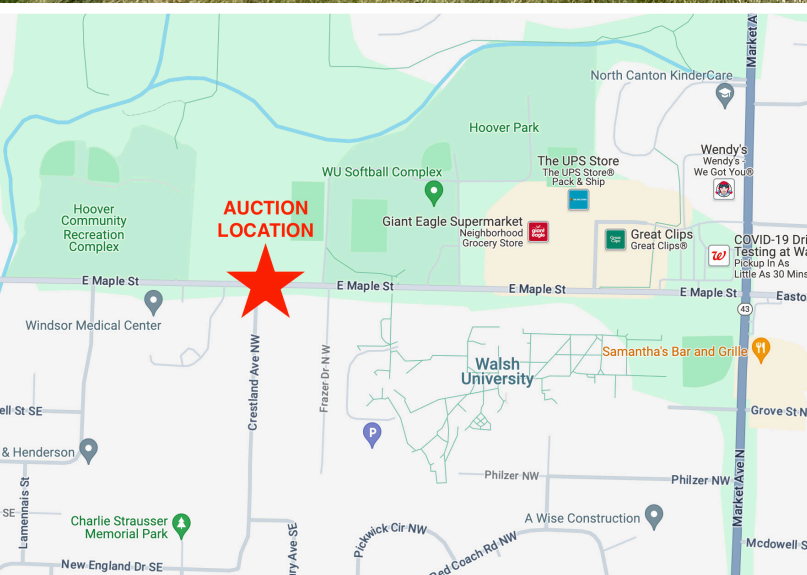 Market A
North Canton KinderCare
Hoover Park
Wendy's
Wendy's -
We Got You®
The UPS Store
The UPS Store®
Pack & Ship
WU Softball Complex
AUCTION
LOCATION
Hoover
Community
Recreation
Complex
Giant Eagle Supermarket
Neighborhood
Grocery Store
giant
eagle
Great Clips
Great Clips®
W
COVID-19 Dri
Testing at Wa
Pickup In As
Little As 30 Mins
E Maple St
E Maple St
E Maple St
E Maple St
Easto
43
Windsor Medical Center
Samantha's Bar and Grille
Walsh
University
Crestland Ave NW
Frazer Dr N W
ell St SE
Grove St N
P
& Henderson
Philzer NW
Philzer NW
Lamennais St
SE
Market Ave N
Charlie Strausser
Memorial Park
A Wise Construction
Pickwick Cir NW
Red Coach Rd NW
ry Ave SE
Mcdowell S
New England Dr SE